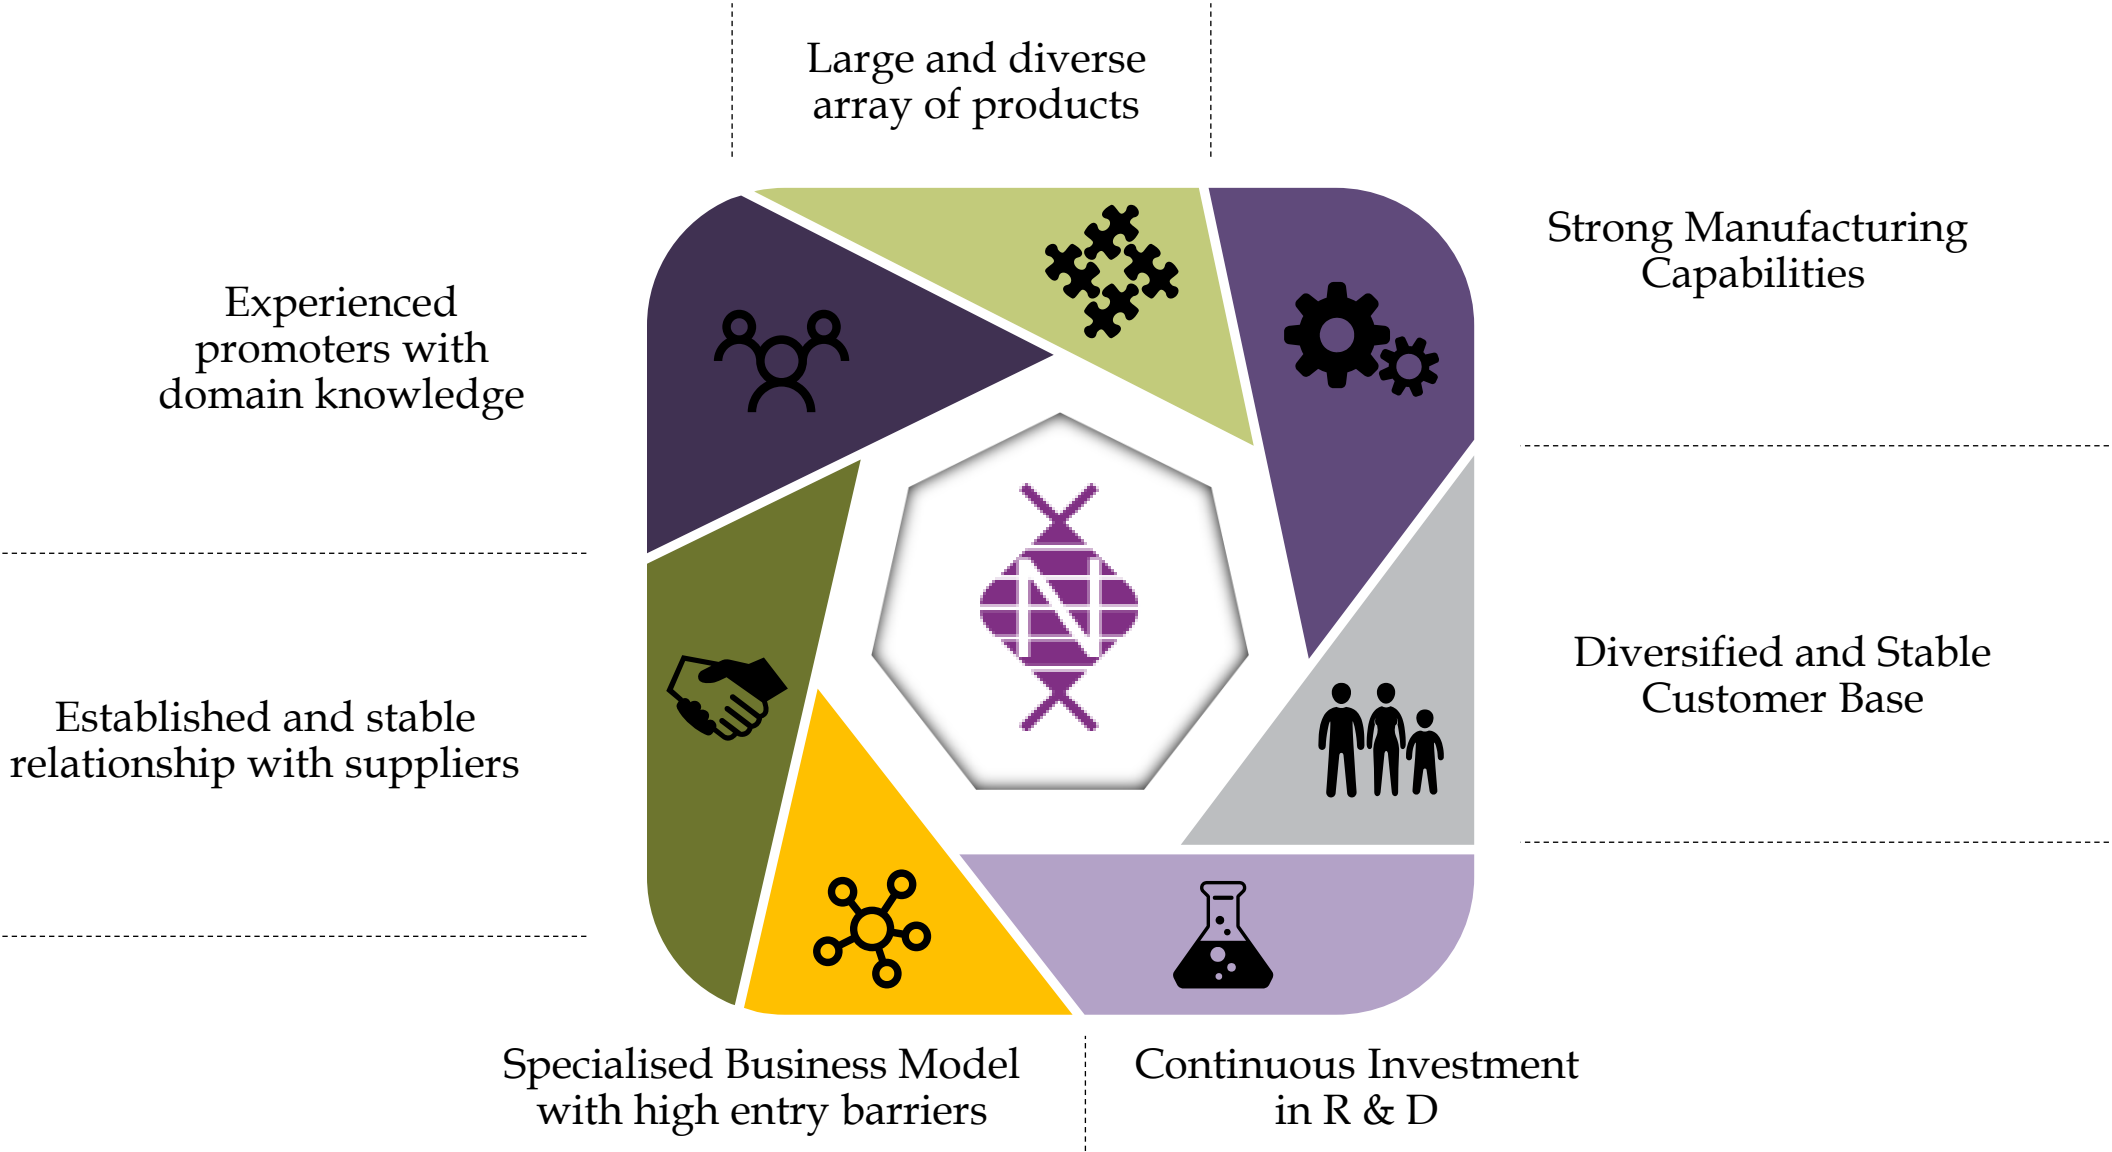 Large and diverse
array of products
Strong Manufacturing
Capabilities
Experienced
promoters with
domain knowledge
N
Diversified and Stable
Customer Base
Established and stable
relationship with suppliers
Specialised Business Model
with high entry barriers
Continuous Investment
in R & D